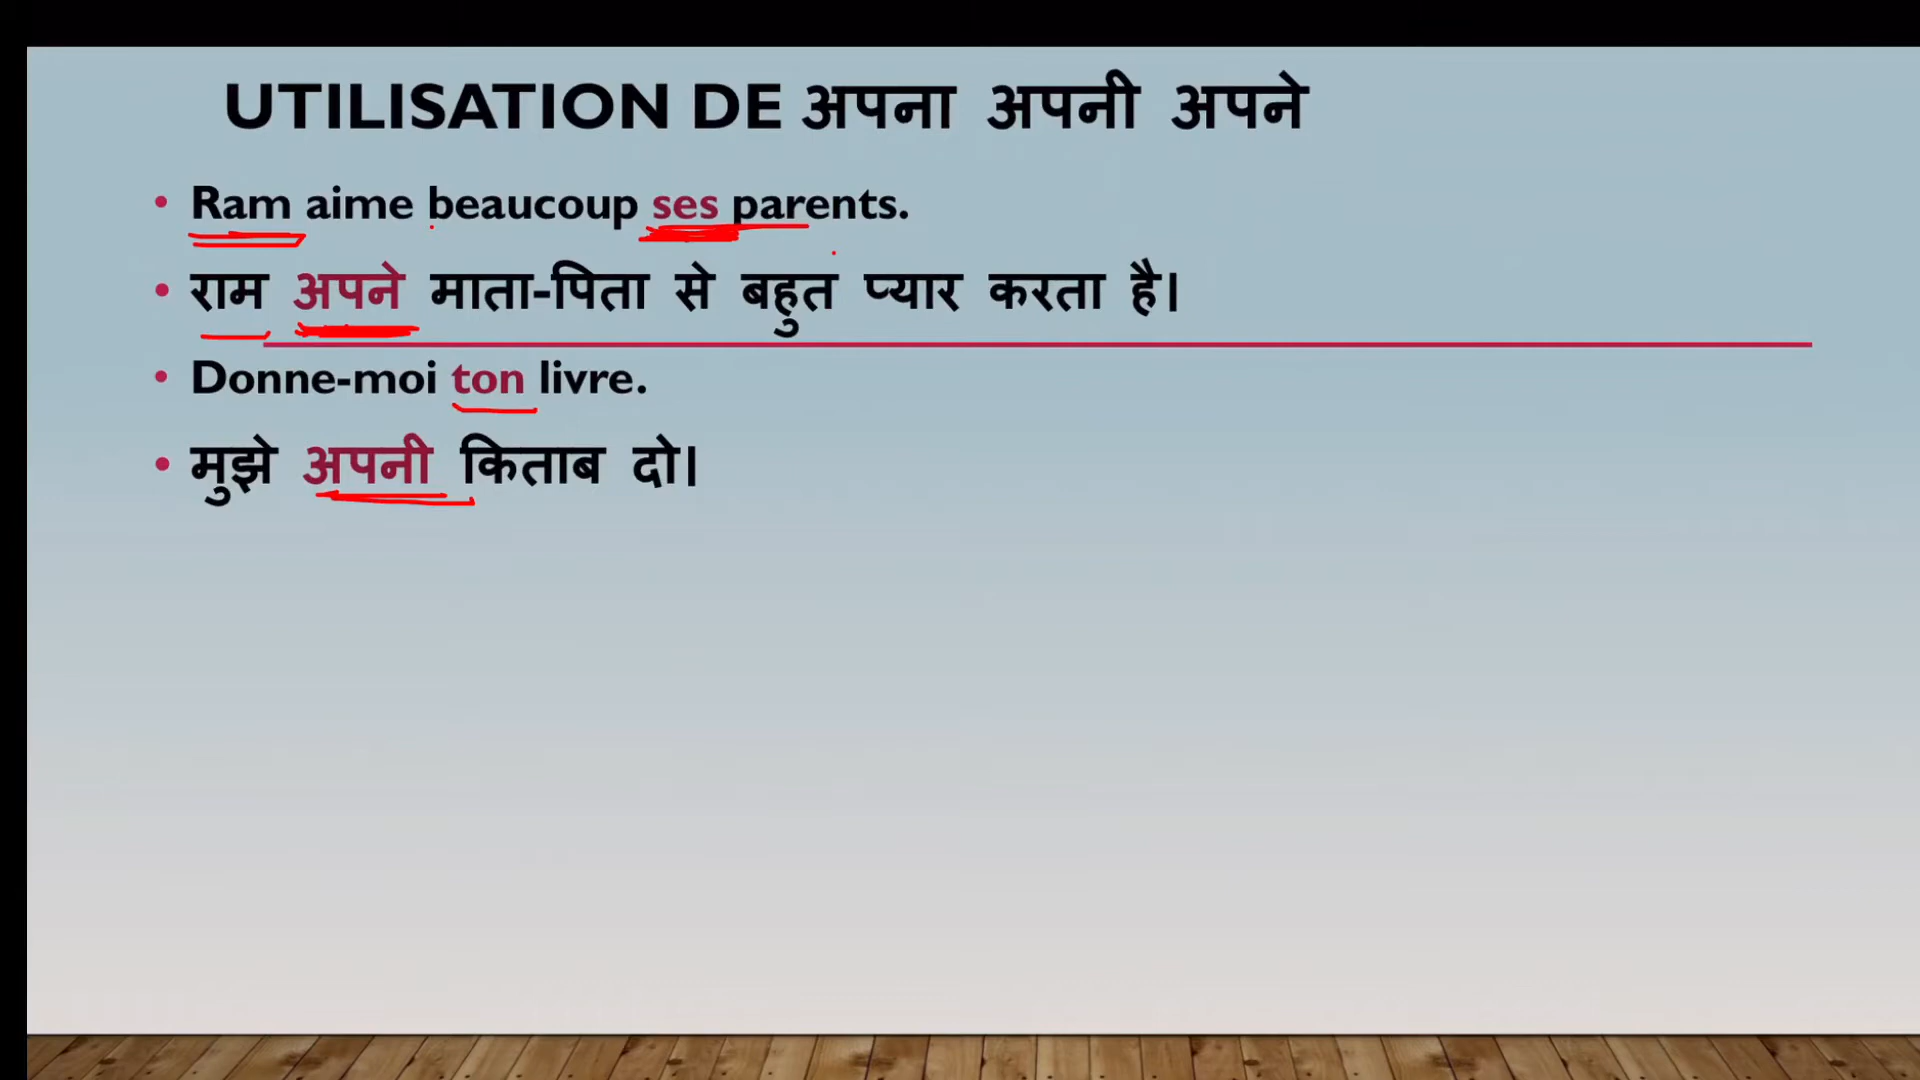 UTILISATION DE अपना अपनी अपने
• Ram aime beaucoup ses parents.
• राम अपने माता-पिता से बहुत प्यार करता है।
• Donne-moi ton livre.
• मुझे अपनी किताब दो।